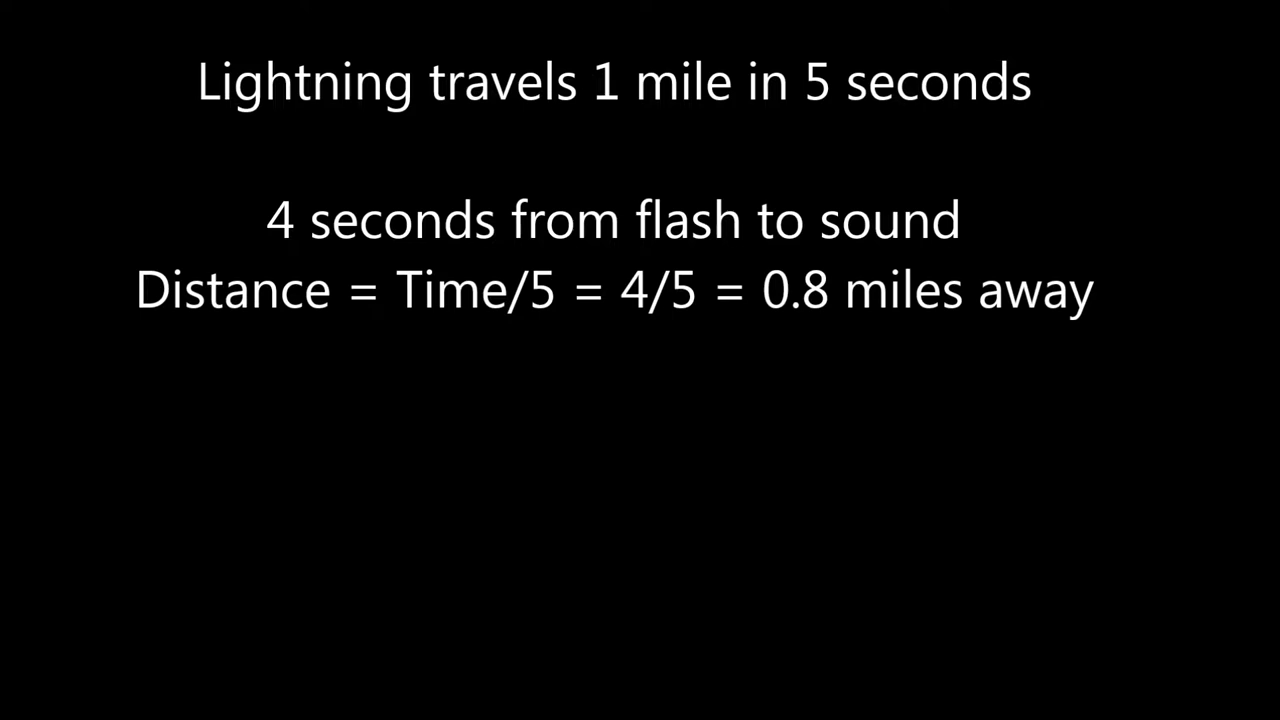 Lightning travels 1 mile in 5 seconds
4 seconds from flash to sound
Distance = Time/5 = 4/5 = 0.8 miles away